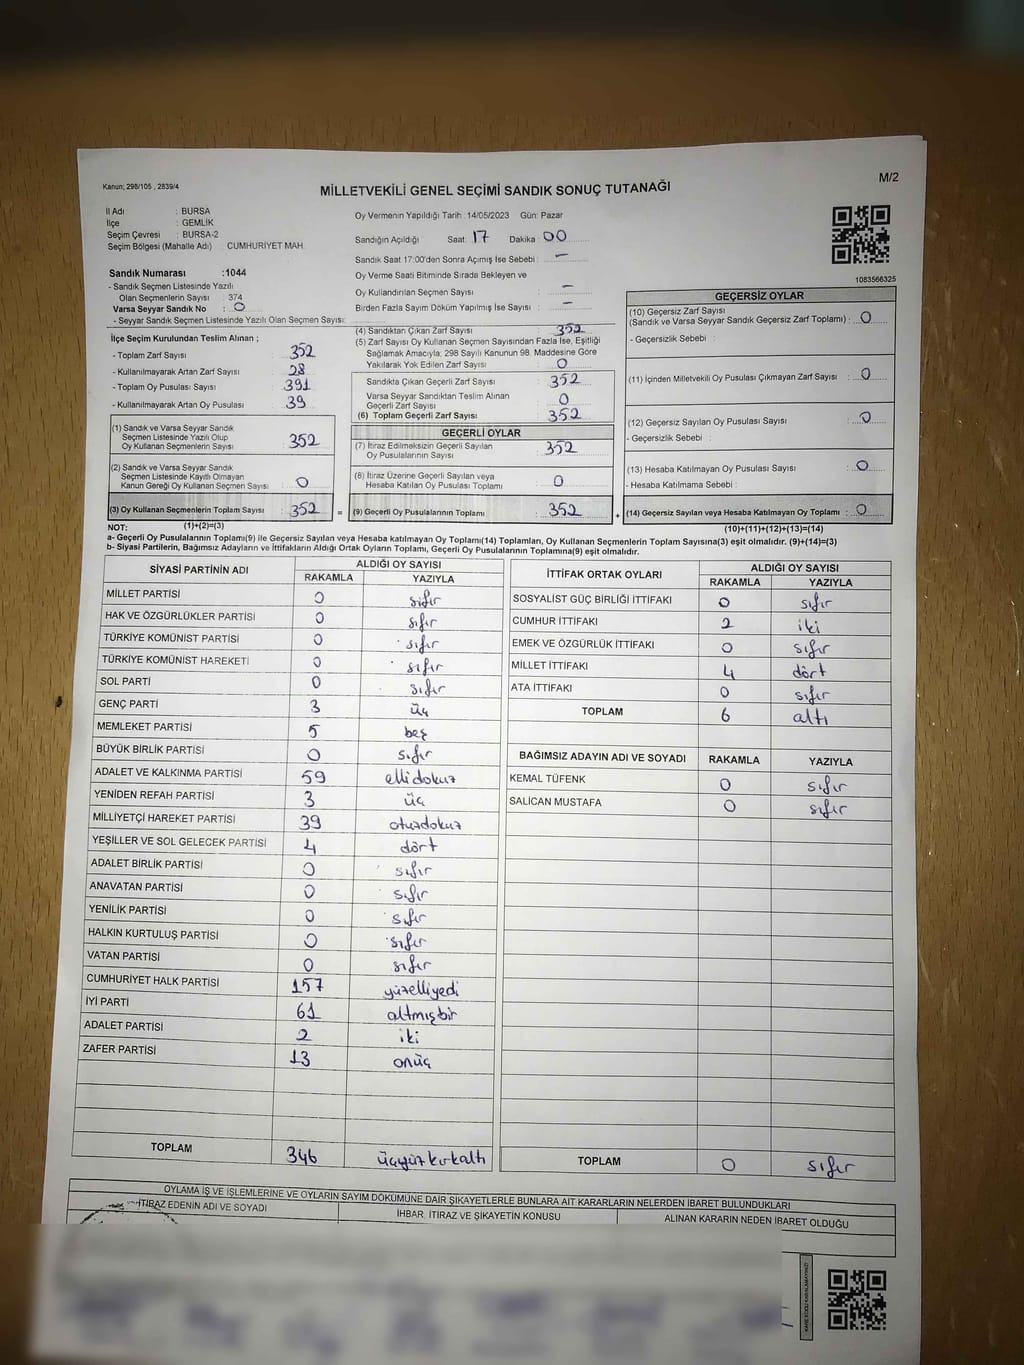 Kanun; 298/105 , 2839/4
MİLLETVEKİLİ GENEL SEÇİMİ SANDIK SONUÇ TUTANAĞI
M/2
İl Adı : BURSA
İlçe : GEMLİK
Seçim Çevresi : BURSA-2
Seçim Bölgesi (Mahalle Adı) CUMHURİYET MAH.
Oy Vermenin Yapıldığı Tarih :14/05/2023 Gün: Pazar
Sandığın Açıldığı Saat: 17 Dakika : 00
Sandık Saat 17:00'den Sonra Açımış İse Sebebi : –
Oy Verme Saati Bitiminde Sırada Bekleyen ve
Oy Kullandırılan Seçmen Sayısı : –
Birden Fazla Sayım Döküm Yapılmış İse Sayısı : –
1083566325
Sandık Numarası :1044
- Sandık Seçmen Listesinde Yazılı
Olan Seçmenlerin Sayısı : 374
Varsa Seyyar Sandık No : 0
- Seyyar Sandık Seçmen Listesinde Yazılı Olan Seçmen Sayısı:
İlçe Seçim Kurulundan Teslim Alınan ;
- Toplam Zarf Sayısı : 352
- Kullanılmayarak Artan Zarf Sayısı : 28
- Toplam Oy Pusulası Sayısı : 391
- Kullanılmayarak Artan Oy Pusulası : 39
(1) Sandık ve Varsa Seyyar Sandık
Seçmen Listesinde Yazılı Olup
Oy Kullanan Seçmenlerin Sayısı : 352
(2) Sandık ve Varsa Seyyar Sandık
Seçmen Listesinde Kayıtlı Olmayan
Kanun Gereği Oy Kullanan Seçmen Sayısı : 0
(3) Oy Kullanan Seçmenlerin Toplam Sayısı : 352 =
(4) Sandıktan Çıkan Zarf Sayısı : 352
(5) Zarf Sayısı Oy Kullanan Seçmen Sayısından Fazla İse, Eşitliği
Sağlamak Amacıyla; 298 Sayılı Kanunun 98. Maddesine Göre
Yakılarak Yok Edilen Zarf Sayısı : 0
Sandıkta Çıkan Geçerli Zarf Sayısı : 352
Varsa Seyyar Sandıktan Teslim Alınan
Geçerli Zarf Sayısı : 0
(6) Toplam Geçerli Zarf Sayısı : 352
GEÇERLİ OYLAR
(7) İtiraz Edilmeksizin Geçerli Sayılan
Oy Pusulalarının Sayısı : 352
(8) İtiraz Üzerine Geçerli Sayılan veya
Hesaba Katılan Oy Pusulası Toplamı : 0
(9) Geçerli Oy Pusulalarının Toplamı : 352 +
GEÇERSİZ OYLAR
(10) Geçersiz Zarf Sayısı
(Sandık ve Varsa Seyyar Sandık Geçersiz Zarf Toplamı) : 0
- Geçersizlik Sebebi :
(11) İçinden Milletvekili Oy Pusulası Çıkmayan Zarf Sayısı : 0
(12) Geçersiz Sayılan Oy Pusulası Sayısı : 0
- Geçersizlik Sebebi :
(13) Hesaba Katılmayan Oy Pusulası Sayısı : 0
- Hesaba Katılmama Sebebi :
(14) Geçersiz Sayılan veya Hesaba Katılmayan Oy Toplamı : 0
NOT: (1)+(2)=(3) (10)+(11)+(12)+(13)=(14)
a- Geçerli Oy Pusulalarının Toplamı(9) ile Geçersiz Sayılan veya Hesaba katılmayan Oy Toplamı(14) Toplamları, Oy Kullanan Seçmenlerin Toplam Sayısına(3) eşit olmalıdır. (9)+(14)=(3)
b- Siyasi Partilerin, Bağımsız Adayların ve İttifakların Aldığı Ortak Oyların Toplamı, Geçerli Oy Pusulalarının Toplamına(9) eşit olmalıdır.
SİYASİ PARTİNİN ADI ALDIĞI OY SAYISI
RAKAMLA YAZIYLA
MİLLET PARTİSİ 0 sıfır
HAK VE ÖZGÜRLÜKLER PARTİSİ 0 sıfır
TÜRKİYE KOMÜNİST PARTİSİ 0 sıfır
TÜRKİYE KOMÜNİST HAREKETİ 0 sıfır
SOL PARTİ 0 sıfır
GENÇ PARTİ 3 üç
MEMLEKET PARTİSİ 5 beş
BÜYÜK BİRLİK PARTİSİ 0 sıfır
ADALET VE KALKINMA PARTİSİ 59 ellidokuz
YENİDEN REFAH PARTİSİ 3 üç
MİLLİYETÇİ HAREKET PARTİSİ 39 otuzdokuz
YEŞİLLER VE SOL GELECEK PARTİSİ 4 dört
ADALET BİRLİK PARTİSİ 0 sıfır
ANAVATAN PARTİSİ 0 sıfır
YENİLİK PARTİSİ 0 sıfır
HALKIN KURTULUŞ PARTİSİ 0 sıfır
VATAN PARTİSİ 0 sıfır
CUMHURİYET HALK PARTİSİ 157 yüzelliyedi
İYİ PARTİ 61 altmışbir
ADALET PARTİSİ 2 iki
ZAFER PARTİSİ 13 onüç
TOPLAM 346 üçyüzkırkaltı
İTTİFAK ORTAK OYLARI ALDIĞI OY SAYISI
RAKAMLA YAZIYLA
SOSYALİST GÜÇ BİRLİĞİ İTTİFAKI 0 sıfır
CUMHUR İTTİFAKI 2 iki
EMEK VE ÖZGÜRLÜK İTTİFAKI 0 sıfır
MİLLET İTTİFAKI 4 dört
ATA İTTİFAKI 0 sıfır
TOPLAM 6 altı
BAĞIMSIZ ADAYIN ADI VE SOYADI RAKAMLA YAZIYLA
KEMAL TÜFENK 0 sıfır
SALİCAN MUSTAFA 0 sıfır
TOPLAM 0 sıfır
OYLAMA İŞ VE İŞLEMLERİNE VE OYLARIN SAYIM DÖKÜMÜNE DAİR ŞİKAYETLERLE BUNLARA AİT KARARLARIN NELERDEN İBARET BULUNDUKLARI
İTİRAZ EDENİN ADI VE SOYADI İHBAR, İTİRAZ VE ŞİKAYETİN KONUSU ALINAN KARARIN NEDEN İBARET OLDUĞU